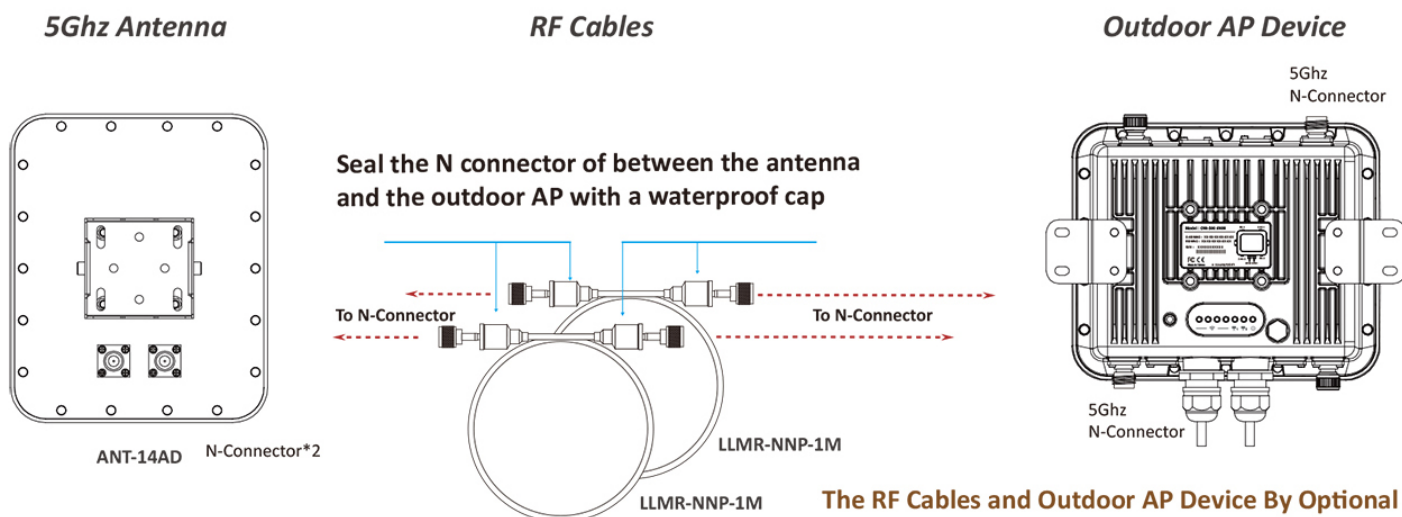 5Ghz Antenna
RF Cables
Outdoor AP Device
5Ghz
N-Connector
Seal the N connector of between the antenna
and the outdoor AP with a waterproof cap
To N-Connector
To N-Connector
ANT-14AD
N-Connector*2
LLMR-NNP-1M
LLMR-NNP-1M
5Ghz
N-Connector
The RF Cables and Outdoor AP Device By Optional